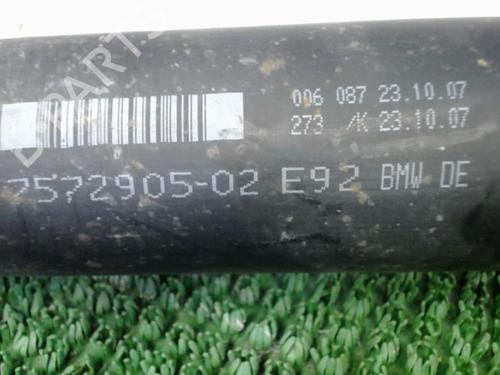 006 087 23.10.07
273 /K 23.10.07
7572905-02 E92 BMW DE